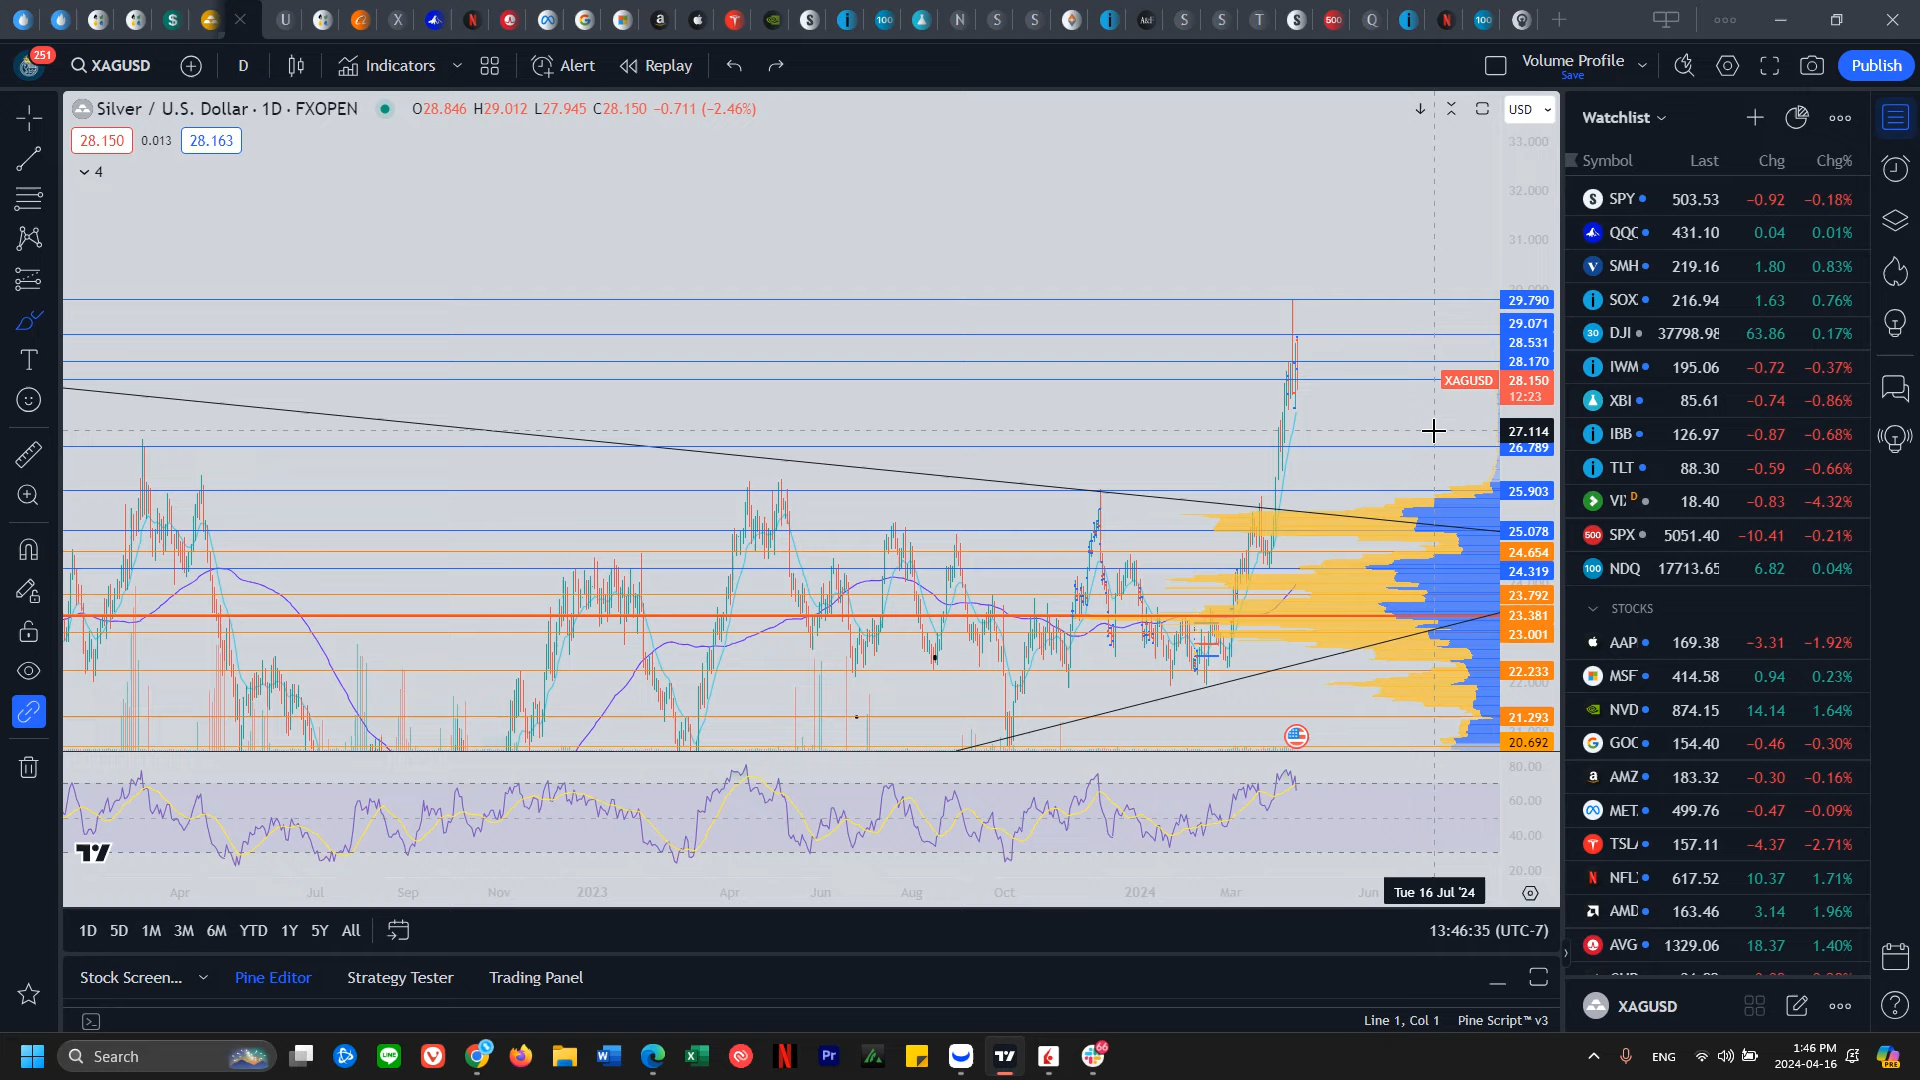 251
XAGUSD
D
Indicators
Alert
Replay
Volume Profile
Save
Publish
Silver / U.S. Dollar · 1D · FXOPEN
O28.846 H29.012 L27.945 C28.150 −0.711 (−2.46%)
USD
28.150
0.013
28.163
4
33.000
32.000
31.000
29.790
29.071
28.531
28.170
XAGUSD 28.150
12:23
27.114
26.789
25.903
25.078
24.654
24.319
23.792
23.381
23.001
22.233
22.000
21.293
20.692
80.00
60.00
40.00
20.00
Apr
Jul
Sep
Nov
2023
Apr
Jun
Aug
Oct
2024
Mar
Jun
Tue 16 Jul '24
1D 5D 1M 3M 6M YTD 1Y 5Y All
13:46:35 (UTC-7)
Stock Screen...
Pine Editor
Strategy Tester
Trading Panel
Line 1, Col 1
Pine Script™ v3
Watchlist
Symbol Last Chg Chg%
SPY 503.53 −0.92 −0.18%
QQQ 431.10 0.04 0.01%
SMH 219.16 1.80 0.83%
SOX 216.94 1.63 0.76%
DJI 37798.98 63.86 0.17%
IWM 195.06 −0.72 −0.37%
XBI 85.61 −0.74 −0.86%
IBB 126.97 −0.87 −0.68%
TLT 88.30 −0.59 −0.66%
VI D 18.40 −0.83 −4.32%
SPX 5051.40 −10.41 −0.21%
NDQ 17713.65 6.82 0.04%
STOCKS
AAP 169.38 −3.31 −1.92%
MSF 414.58 0.94 0.23%
NVD 874.15 14.14 1.64%
GOO 154.40 −0.46 −0.30%
AMZ 183.32 −0.30 −0.16%
MET 499.76 −0.47 −0.09%
TSL 157.11 −4.37 −2.71%
NFL 617.52 10.37 1.71%
AMD 163.46 3.14 1.96%
AVG 1329.06 18.37 1.40%
XAGUSD
Search
ENG
1:46 PM
2024-04-16